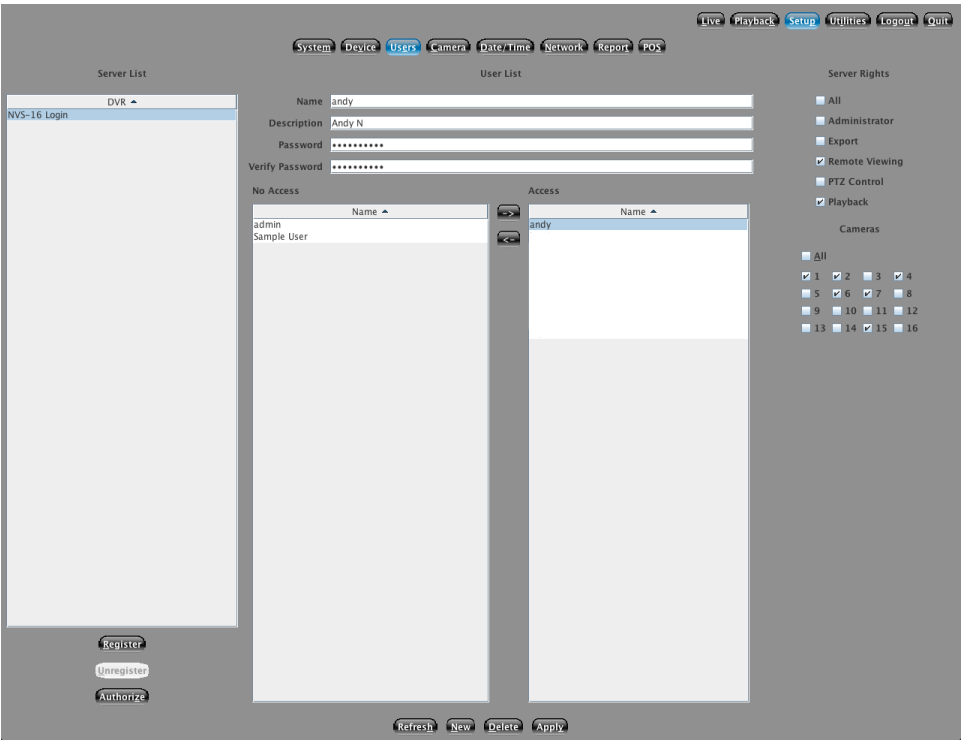 Live Playback Setup Utilities Logout Quit
System Device Users Camera Date/Time Network Report POS
Server List
User List
Server Rights
DVR
NVS-16 Login
Name andy
Description Andy N
Password ••••••••••
Verify Password ••••••••••
No Access
Access
Name
admin
Sample User
->
<-
Name
andy
All
Administrator
Export
Remote Viewing
PTZ Control
Playback
Cameras
All
1 2 3 4
5 6 7 8
9 10 11 12
13 14 15 16
Register
Unregister
Authorize
Refresh New Delete Apply